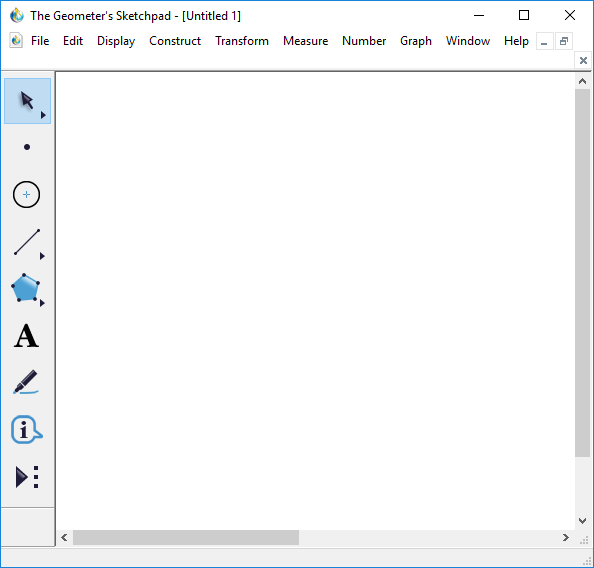 The Geometer's Sketchpad - [Untitled 1]
File Edit Display Construct Transform Measure Number Graph Window Help
A
i